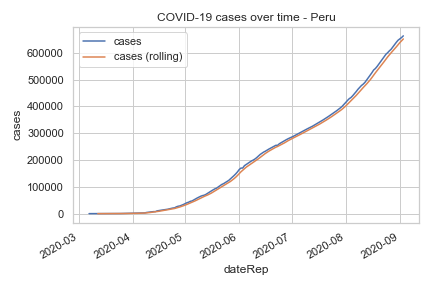 COVID-19 cases over time - Peru
cases
cases (rolling)
600000
500000
400000
300000
200000
100000
0
cases
2020-03
2020-04
2020-05
2020-06
2020-07
2020-08
2020-09
dateRep